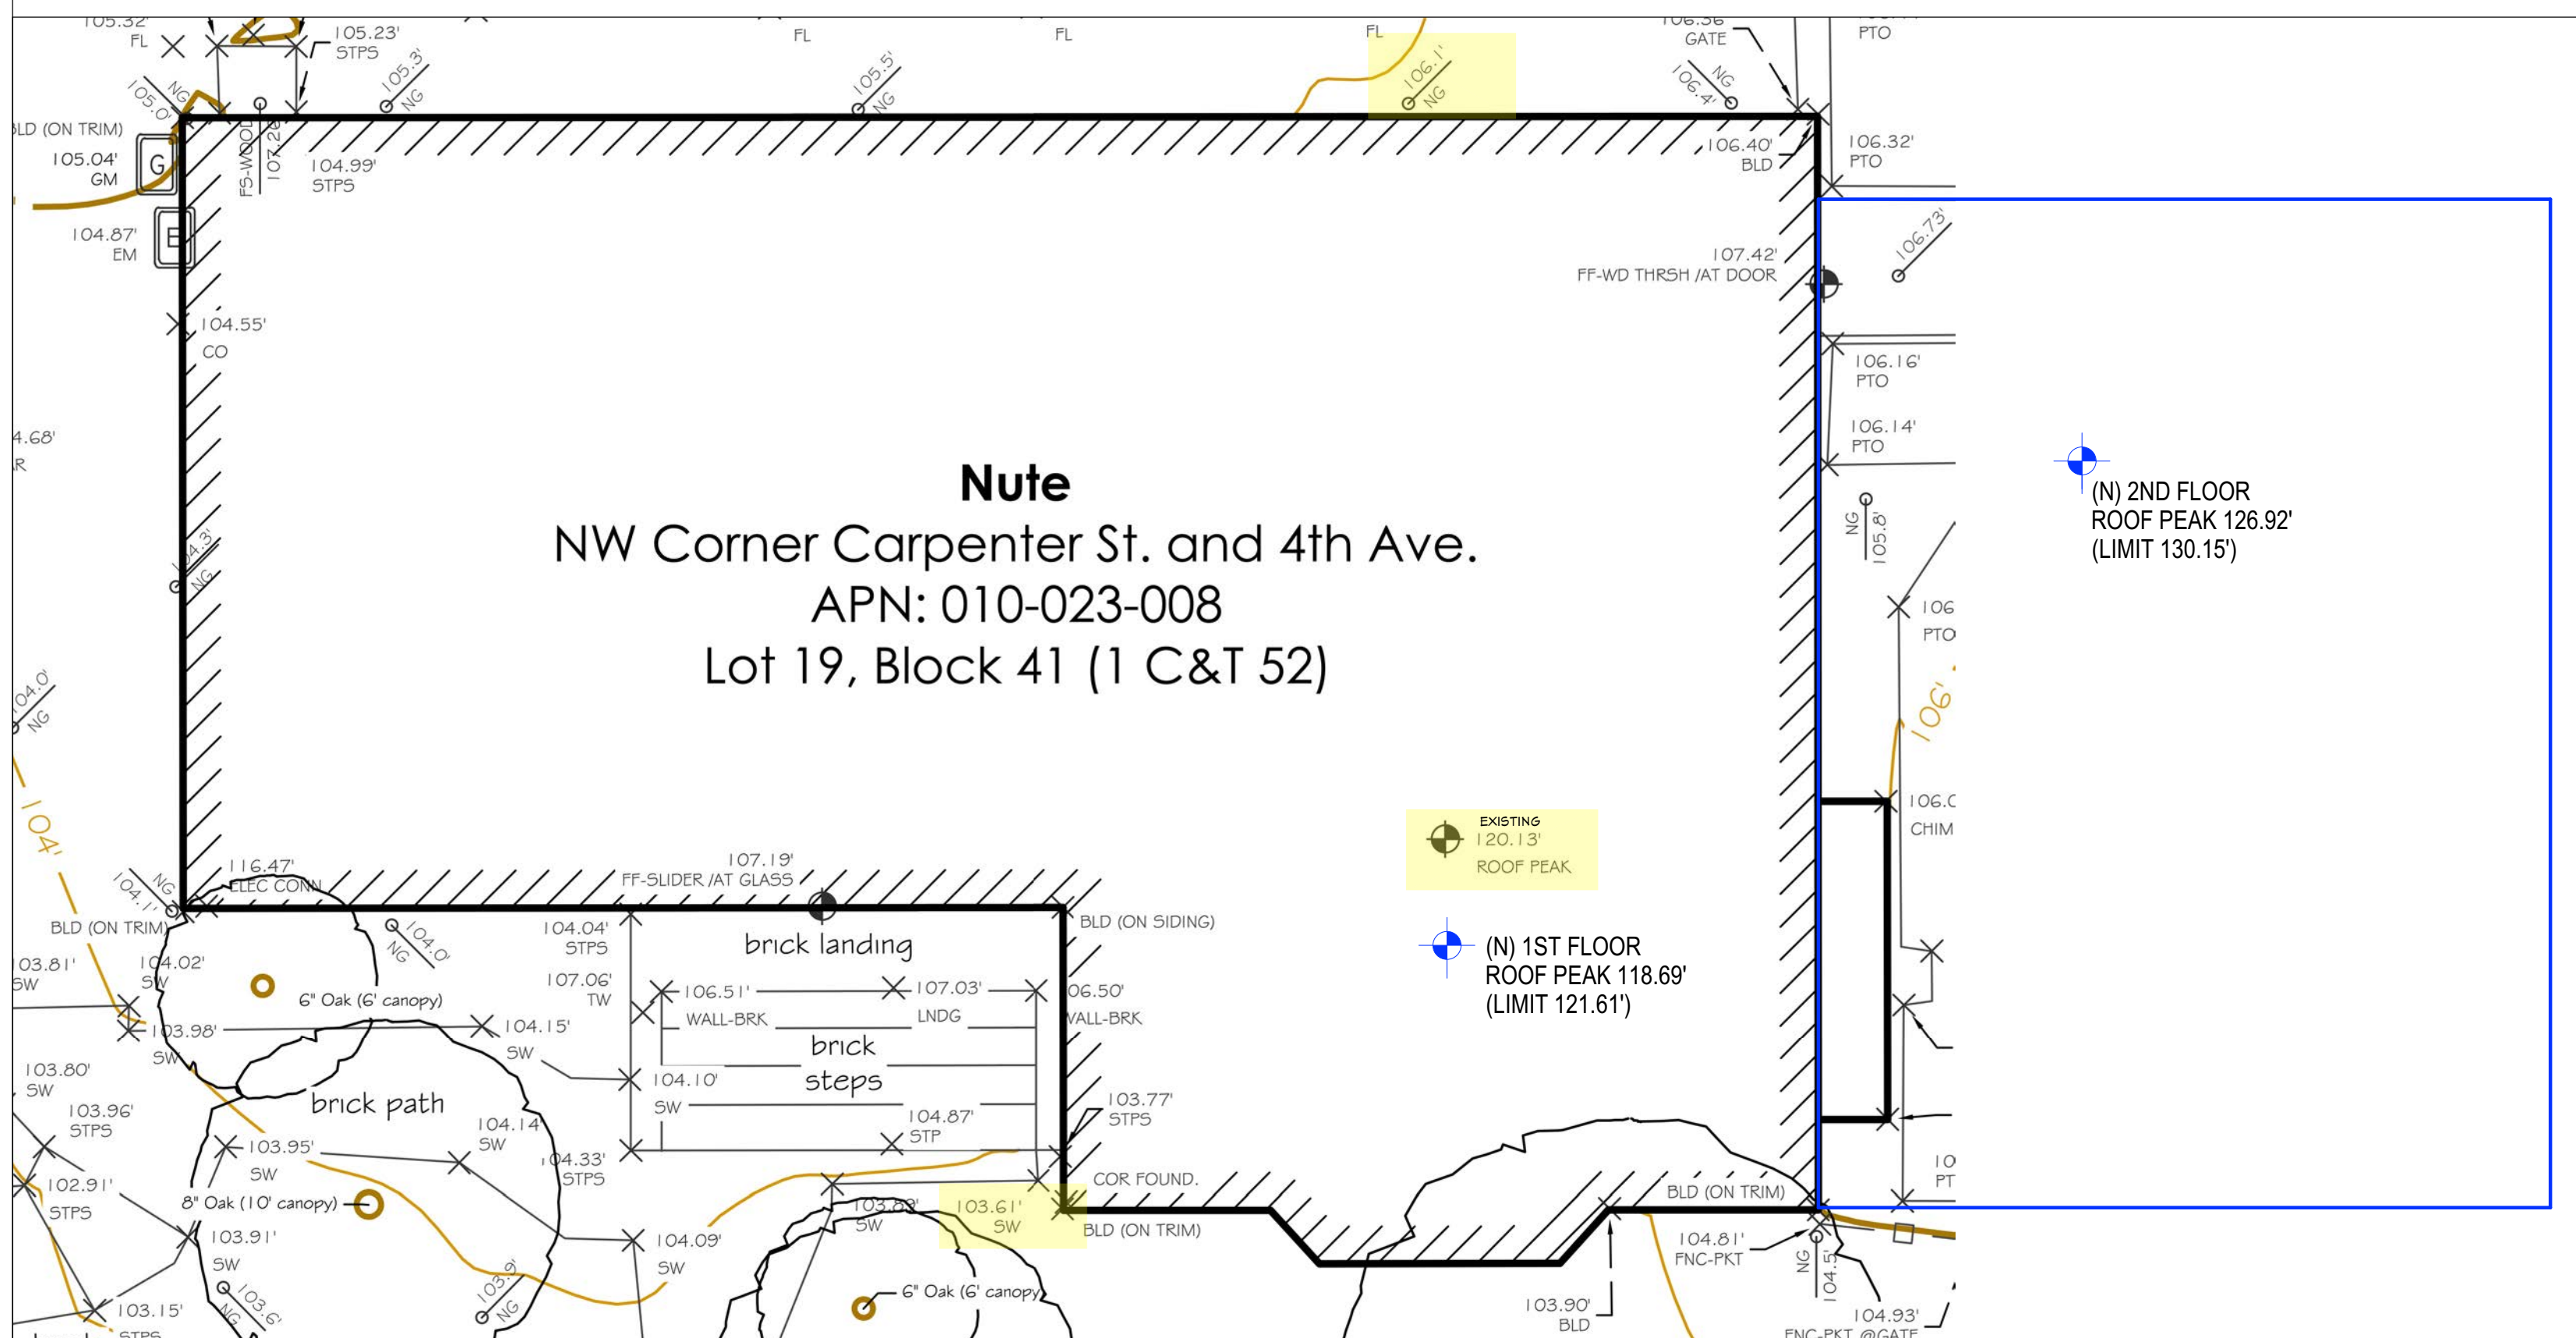 105.32'
FL
105.23'
STPS
FL
FL
FL
106.36
GATE
PTO
NG
105.0'
105.3'
NG
105.5'
NG
106.1'
NG
NG
106.4'
BLD (ON TRIM)
105.04'
GM
G
FS-WOOD
107.26
104.99'
STPS
106.40'
BLD
106.32'
PTO
104.87'
EM
E
107.42'
FF-WD THRSH /AT DOOR
106.73'
104.55'
CO
106.16'
PTO
4.68'
106.14'
PTO
Nute
NW Corner Carpenter St. and 4th Ave.
APN: 010-023-008
Lot 19, Block 41 (1 C&T 52)
(N) 2ND FLOOR
ROOF PEAK 126.92'
(LIMIT 130.15')
NG
105.8'
04.3'
NG
106
PTO
104.0'
NG
106'
104'
106.0
CHIM
EXISTING
120.13'
ROOF PEAK
116.47'
ELEC CONN
107.19'
FF-SLIDER /AT GLASS
NG
104.1'
BLD (ON TRIM)
104.0'
NG
104.04'
STPS
brick landing
BLD (ON SIDING)
(N) 1ST FLOOR
ROOF PEAK 118.69'
(LIMIT 121.61')
03.81'
SW
104.02'
SW
6" Oak (6' canopy)
107.06'
TW
106.51'
WALL-BRK
107.03'
LNDG
06.50'
WALL-BRK
103.98'
SW
104.15'
SW
brick
steps
103.80'
SW
104.10'
SW
103.96'
STPS
brick path
104.14'
SW
104.87'
STP
103.77'
STPS
103.95'
SW
104.33'
STPS
102.91'
STPS
8" Oak (10' canopy)
COR FOUND.
BLD (ON TRIM)
10
PT
103.89'
SW
103.61'
SW
BLD (ON TRIM)
103.91'
SW
104.09'
SW
104.81'
FNC-PKT
NG
104.5'
103.6'
NG
103.9'
NG
6" Oak (6' canopy)
103.15'
STPS
103.90'
BLD
104.93'
FNC-PKT @GATE